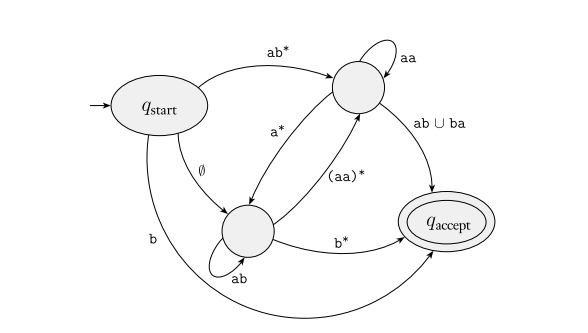 ab*
aa
q_start
a*
ab ∪ ba
∅
(aa)*
q_accept
b
b*
ab